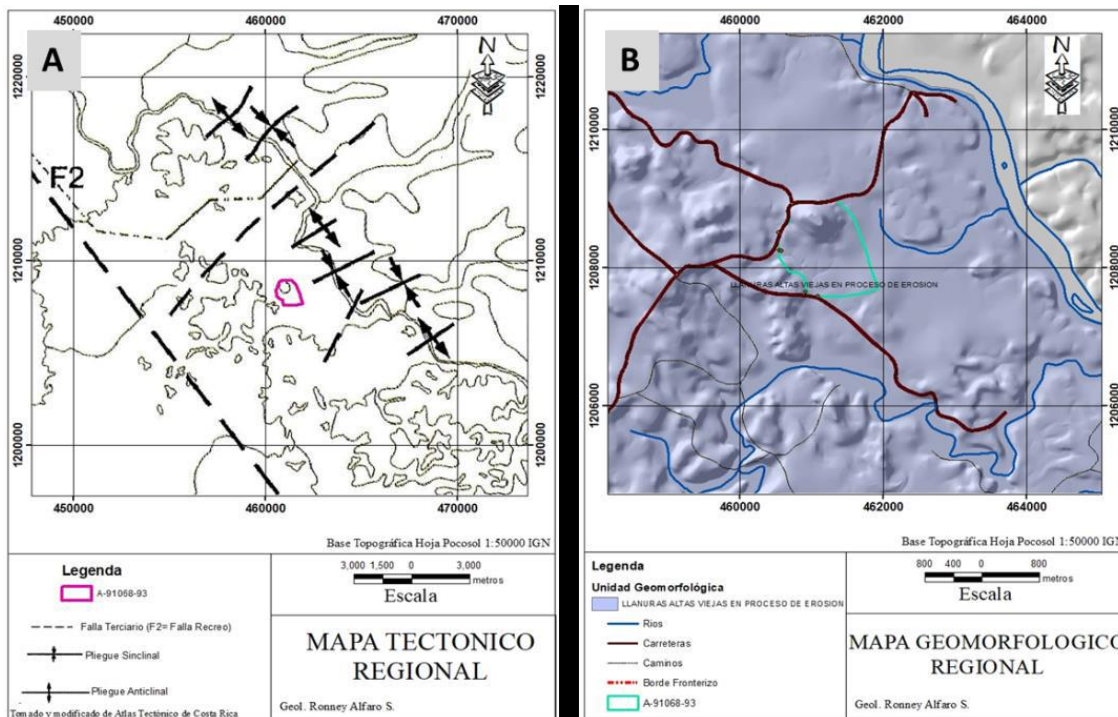 450000 460000 470000
A
N
1220000 1220000
F2
1210000 1210000
1200000 1200000
450000 460000 470000
Base Topográfica Hoja Pocosol 1:50000 IGN
Legenda
A-91068-93
Falla Terciario (F2= Falla Recreo)
Pliegue Sinclinal
Pliegue Anticlinal
Tomado y modificado de Atlas Tectónico de Costa Rica
3,000 1,500 0 3,000
metros
Escala
MAPA TECTONICO
REGIONAL
Geol. Ronney Alfaro S.
460000 462000 464000
B
N
1210000 1210000
1208000 1208000
LLANURAS ALTAS VIEJAS EN PROCESO DE EROSION
1206000 1206000
460000 462000 464000
Base Topográfica Hoja Pocosol 1:50000 IGN
Legenda
Unidad Geomorfológica
LLANURAS ALTAS VIEJAS EN PROCESO DE EROSION
Rios
Carreteras
Caminos
Borde Fronterizo
A-91068-93
800 400 0 800
metros
Escala
MAPA GEOMORFOLOGICO
REGIONAL
Geol. Ronney Alfaro S.